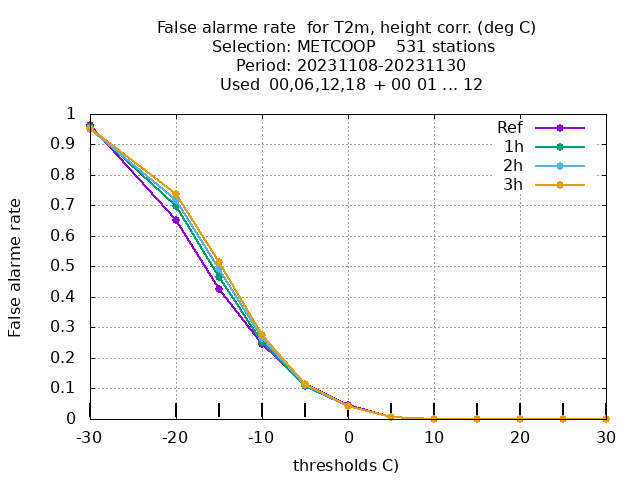 False alarme rate  for T2m, height corr. (deg C)
Selection: METCOOP    531 stations
Period: 20231108-20231130
Used  00,06,12,18  + 00 01 ... 12
1
0.9
0.8
0.7
0.6
0.5
0.4
0.3
0.2
0.1
0
False alarme rate
Ref
1h
2h
3h
-30 -20 -10 0 10 20 30
thresholds C)